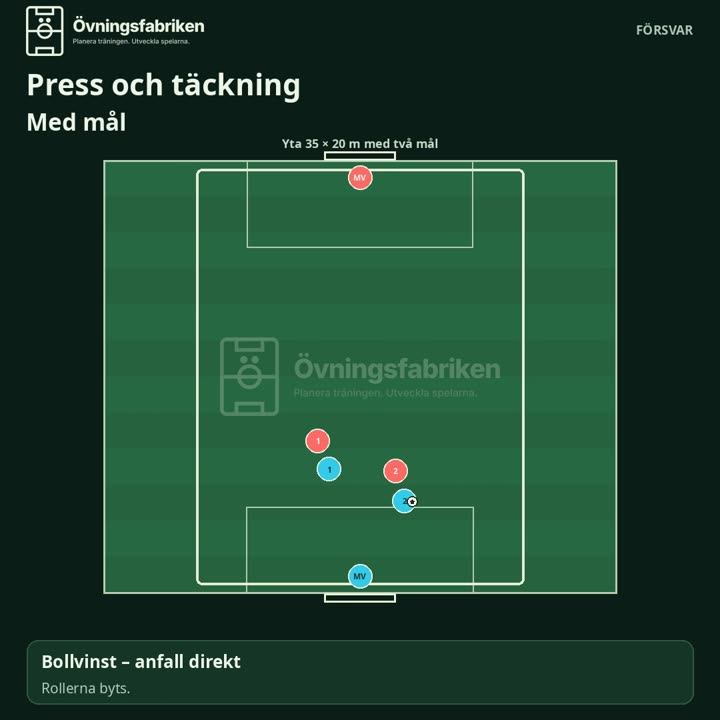 Övningsfabriken
Planera träningen. Utveckla spelarna.
FÖRSVAR
Press och täckning
Med mål
Yta 35 × 20 m med två mål
MV
Övningsfabriken
Planera träningen. Utveckla spelarna.
1
1
2
2
MV
Bollvinst – anfall direkt
Rollerna byts.